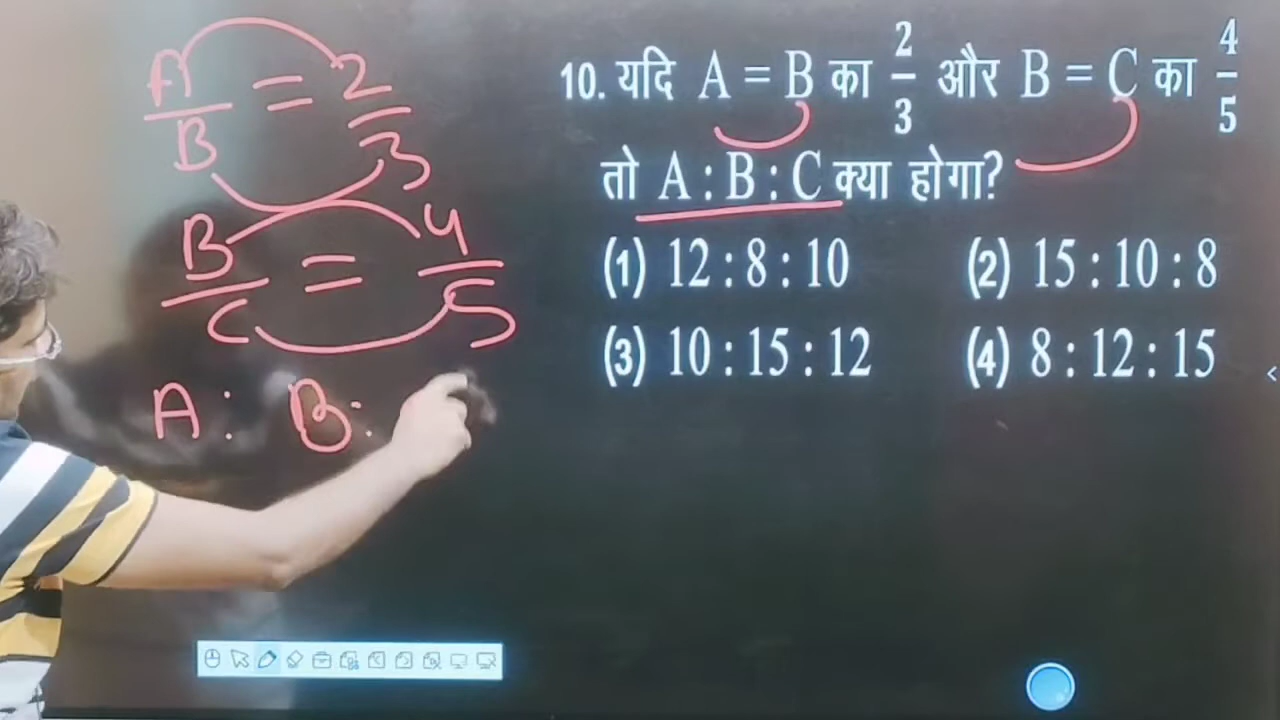 A/B = 2/3
B/C = 4/5
A : B :
10. यदि A = B का 2/3 और B = C का 4/5
तो A : B : C क्या होगा?
(1) 12 : 8 : 10 (2) 15 : 10 : 8
(3) 10 : 15 : 12 (4) 8 : 12 : 15